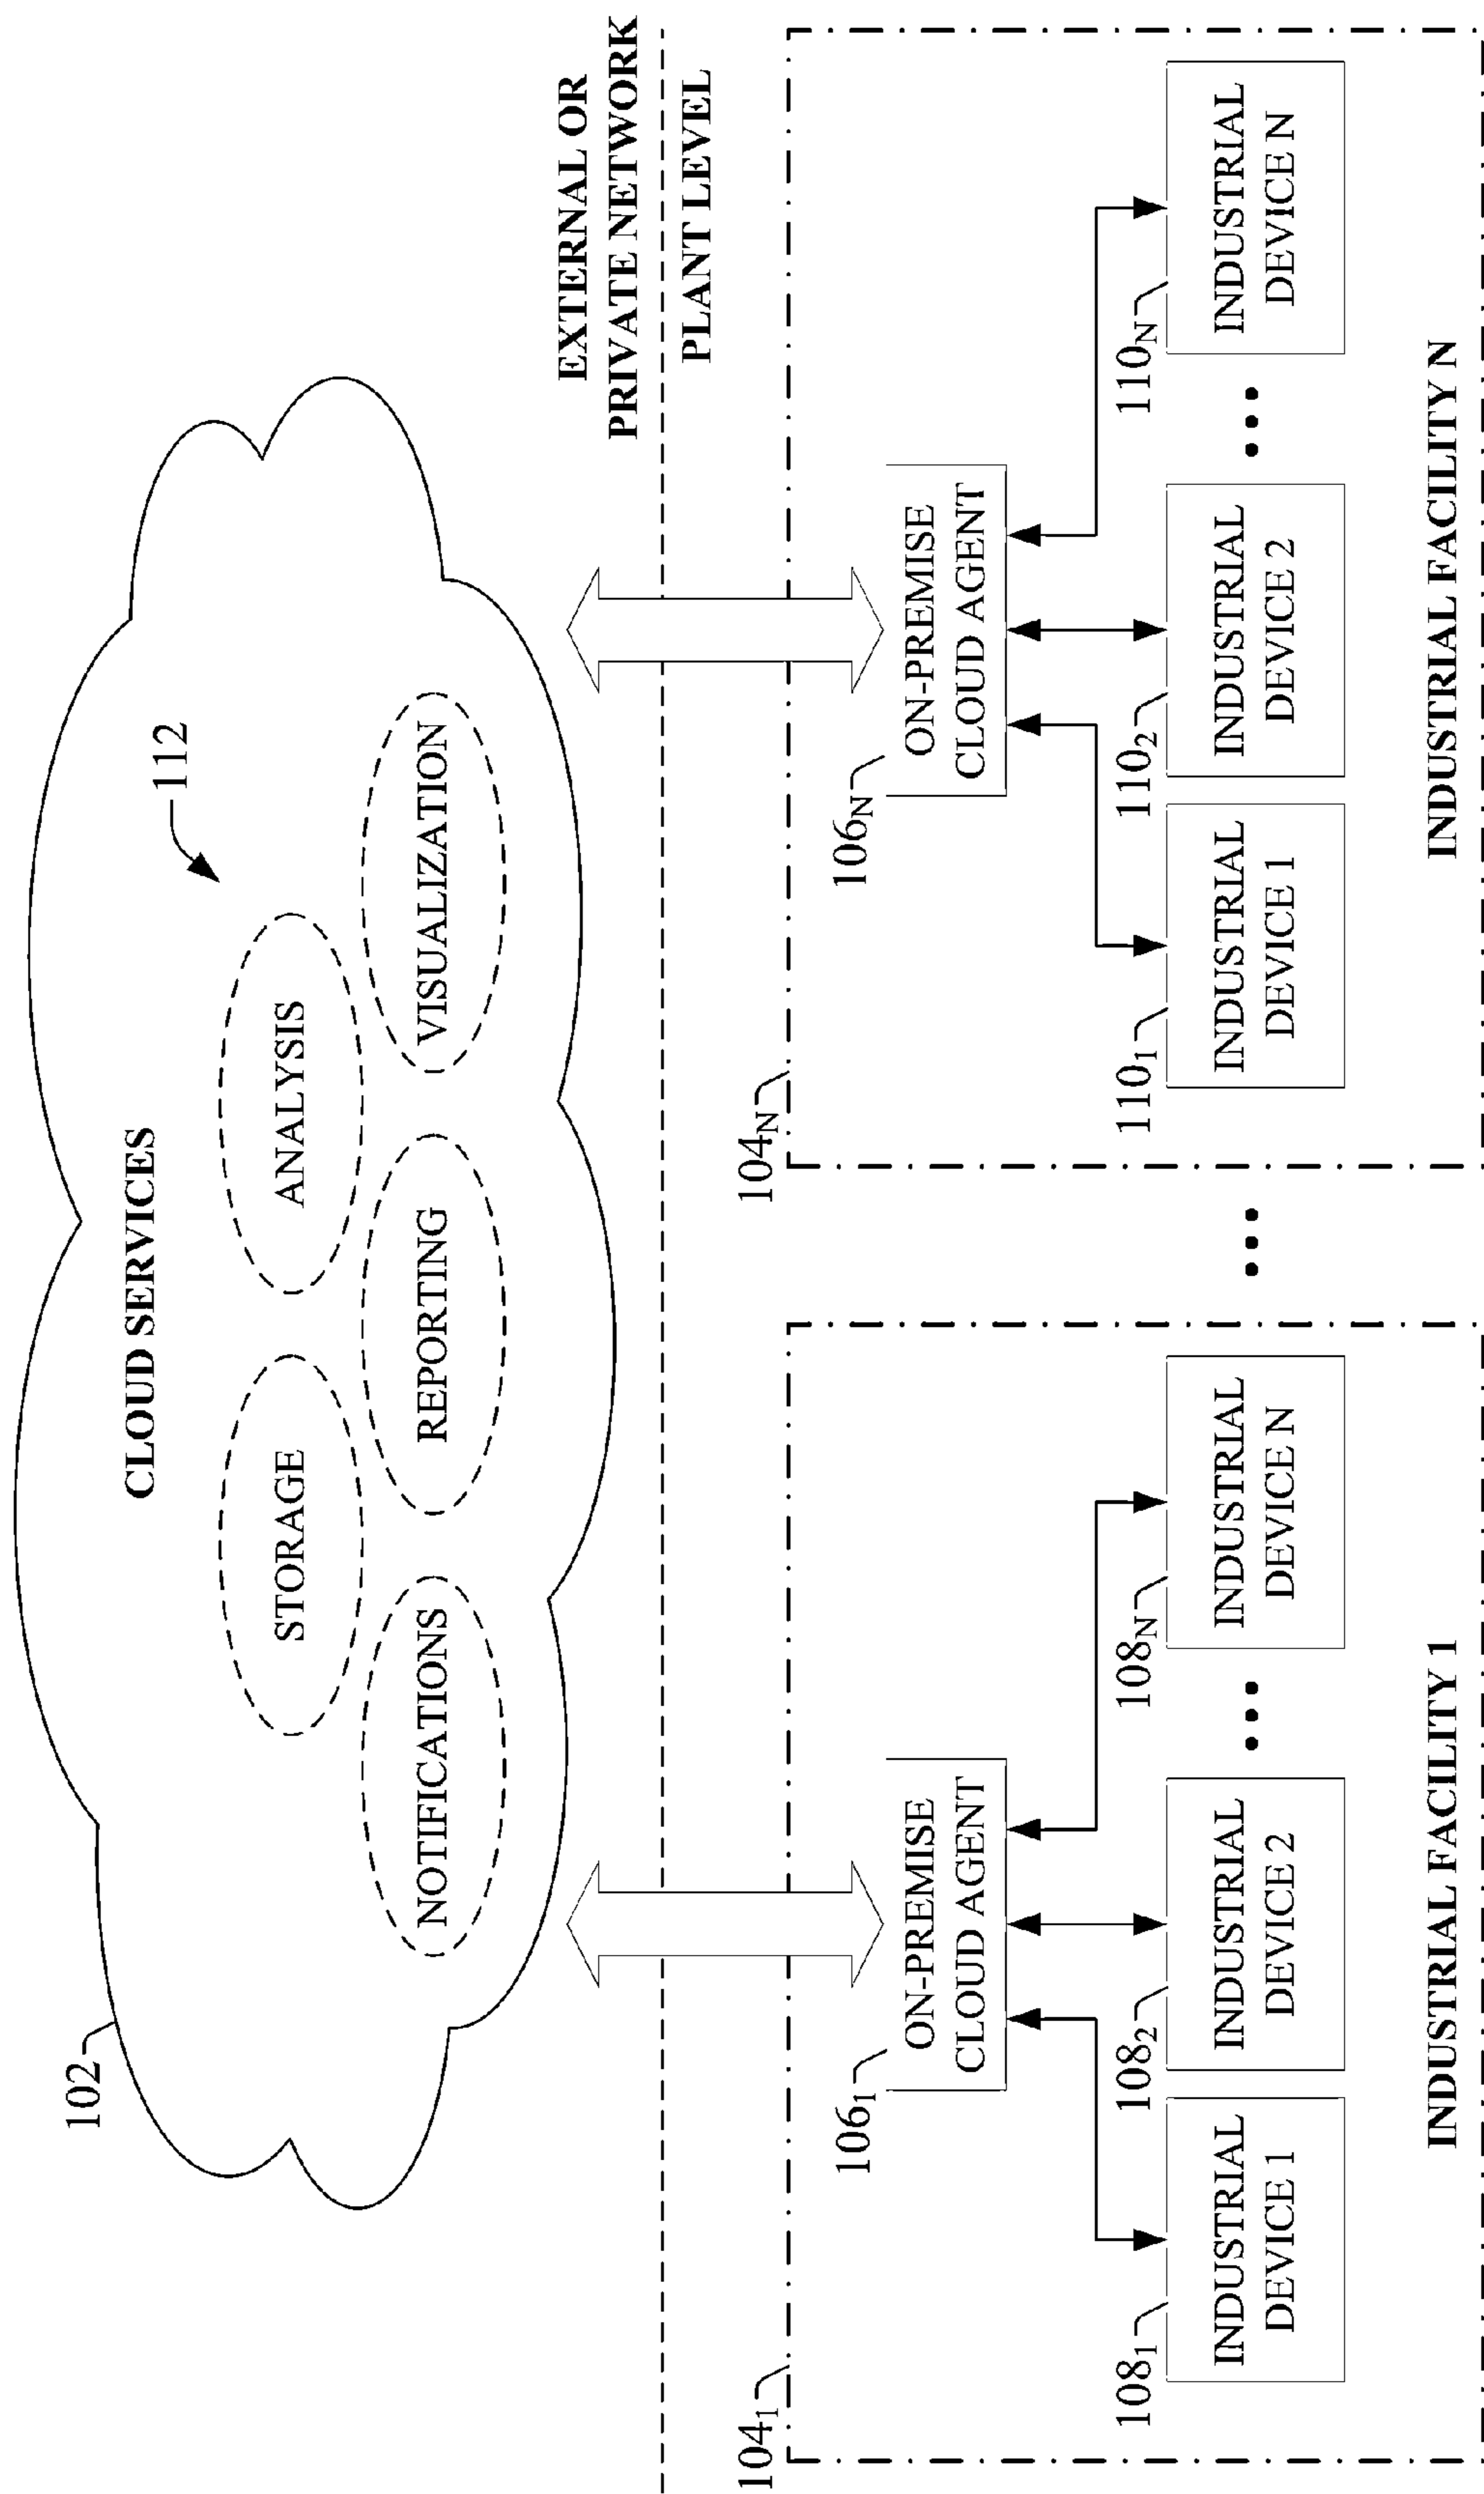 102
CLOUD SERVICES
112
STORAGE
ANALYSIS
NOTIFICATIONS
REPORTING
VISUALIZATION
EXTERNAL OR
PRIVATE NETWORK
PLANT LEVEL
104₁
106₁
ON-PREMISE
CLOUD AGENT
108₁
INDUSTRIAL
DEVICE 1
108₂
INDUSTRIAL
DEVICE 2
...
108N
INDUSTRIAL
DEVICE N
INDUSTRIAL FACILITY 1
...
104N
106N
ON-PREMISE
CLOUD AGENT
110₁
INDUSTRIAL
DEVICE 1
110₂
INDUSTRIAL
DEVICE 2
...
110N
INDUSTRIAL
DEVICE N
INDUSTRIAL FACILITY N